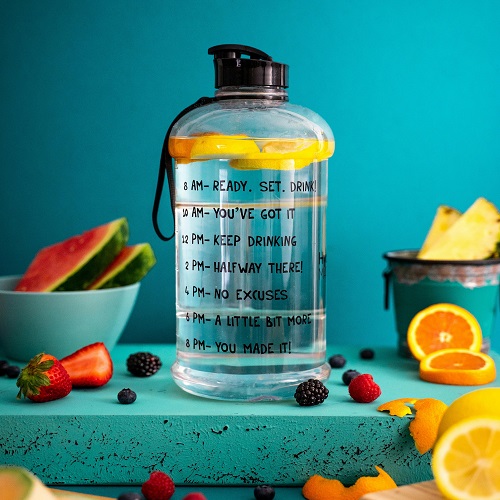 8 AM- READY. SET. DRINK!
10 AM- YOU'VE GOT IT
12 PM- KEEP DRINKING
2 PM- HALFWAY THERE!
4 PM- NO EXCUSES
6 PM- A LITTLE BIT MORE
8 PM- YOU MADE IT!